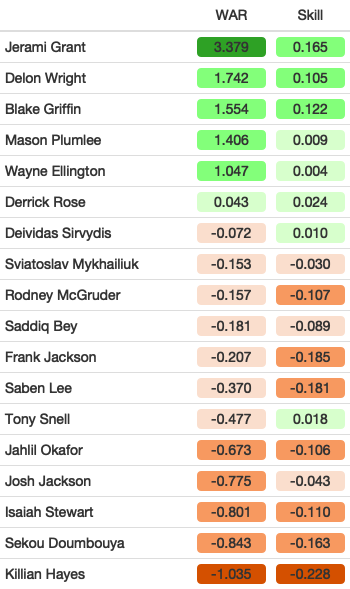 WAR Skill
Jerami Grant 3.379 0.165
Delon Wright 1.742 0.105
Blake Griffin 1.554 0.122
Mason Plumlee 1.406 0.009
Wayne Ellington 1.047 0.004
Derrick Rose 0.043 0.024
Deividas Sirvydis -0.072 0.010
Sviatoslav Mykhailiuk -0.153 -0.030
Rodney McGruder -0.157 -0.107
Saddiq Bey -0.181 -0.089
Frank Jackson -0.207 -0.185
Saben Lee -0.370 -0.181
Tony Snell -0.477 0.018
Jahlil Okafor -0.673 -0.106
Josh Jackson -0.775 -0.043
Isaiah Stewart -0.801 -0.110
Sekou Doumbouya -0.843 -0.163
Killian Hayes -1.035 -0.228